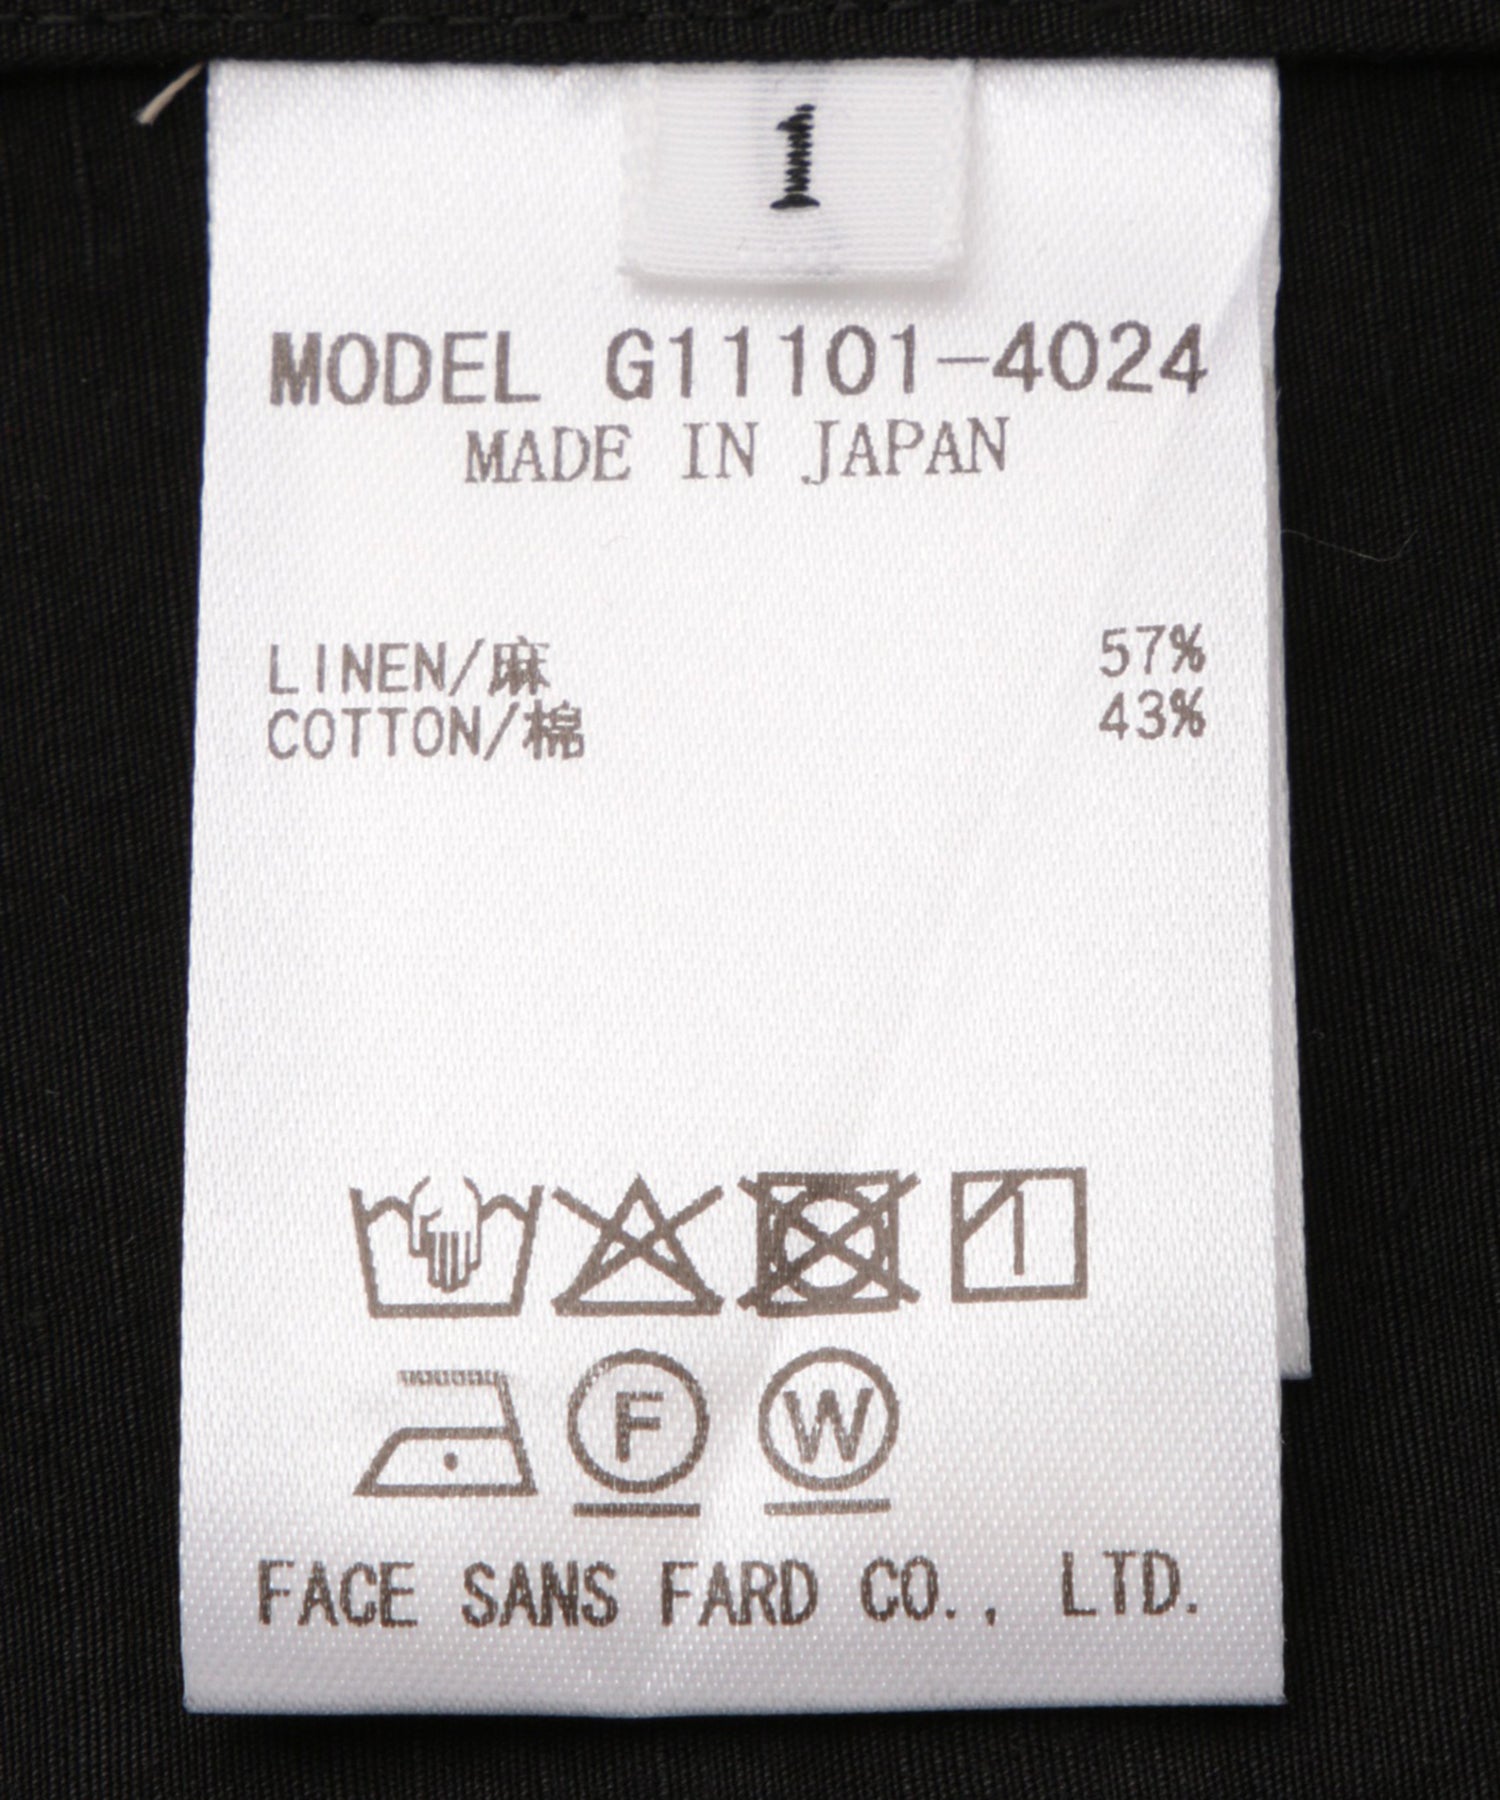 1
MODEL G11101-4024
MADE IN JAPAN
LINEN/麻 57%
COTTON/棉 43%
F W
FACE SANS FARD CO., LTD.